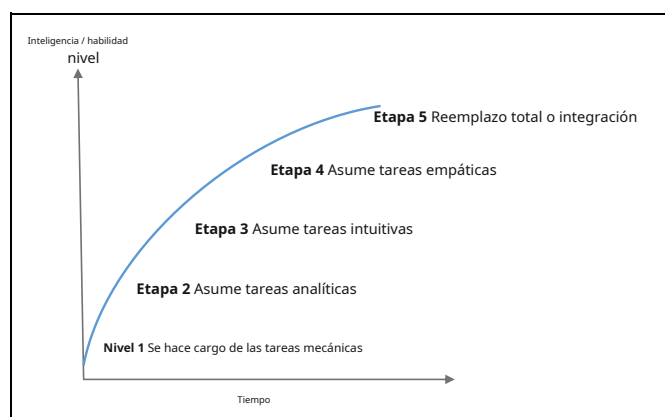 Inteligencia / habilidad
nivel
Etapa 5 Reemplazo total o integración
Etapa 4 Asume tareas empáticas
Etapa 3 Asume tareas intuitivas
Etapa 2 Asume tareas analíticas
Nivel 1 Se hace cargo de las tareas mecánicas
Tiempo